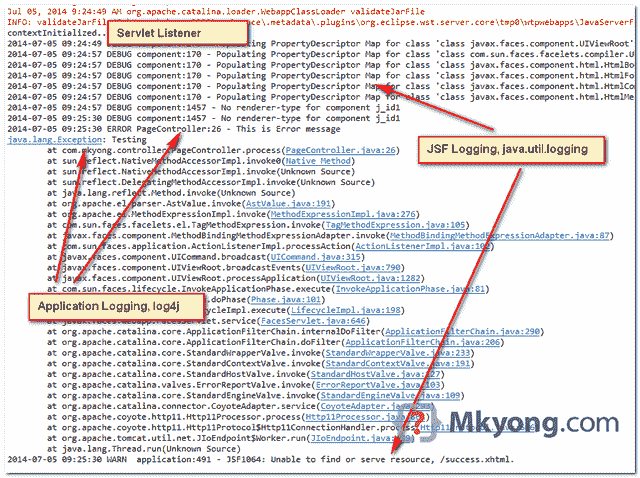 Jul 05, 2014 9:24:49 AM org.apache.catalina.loader.WebappClassLoader validateJarFile
INFO: validateJarFile .metadata\.plugins\org.eclipse.wst.server.core\tmp0\wtpwebapps\JavaServerF
Servlet Listener
contextInitialized..
2014-07-05 09:24:49 Populating PropertyDescriptor Map for class 'class javax.faces.component.UIViewRoot'
2014-07-05 09:24:57 DEBUG component:170 - Populating PropertyDescriptor Map for class 'class com.sun.faces.facelets.compiler.U
2014-07-05 09:24:57 DEBUG component:170 - Populating PropertyDescriptor Map for class 'class javax.faces.component.html.HtmlBo
2014-07-05 09:24:57 DEBUG component:170 - Populating PropertyDescriptor Map for class 'class javax.faces.component.html.HtmlFo
2014-07-05 09:24:57 DEBUG component:170 - Populating PropertyDescriptor Map for class 'class javax.faces.component.html.HtmlCo
2014-07-05 09:24:57 DEBUG component:170 - Populating PropertyDescriptor Map for class 'class javax.faces.component.html.HtmlMe
2014-07-05 09:24:57 DEBUG component:1457 - No renderer-type for component j_id1
2014-07-05 09:25:30 DEBUG component:1457 - No renderer-type for component j_id1
2014-07-05 09:25:30 ERROR PageController:26 - This is Error message
java.lang.Exception: Testing
at com.mkyong.controller.PageController.process(PageController.java:26)
JSF Logging, java.util.logging
at sun.reflect.NativeMethodAccessorImpl.invoke0(Native Method)
at sun.reflect.NativeMethodAccessorImpl.invoke(Unknown Source)
at sun.reflect.DelegatingMethodAccessorImpl.invoke(Unknown Source)
at java.lang.reflect.Method.invoke(Unknown Source)
at org.apache.el.parser.AstValue.invoke(AstValue.java:191)
at org.apache.el.MethodExpressionImpl.invoke(MethodExpressionImpl.java:276)
at com.sun.faces.facelets.el.TagMethodExpression.invoke(TagMethodExpression.java:105)
at javax.faces.component.MethodBindingMethodExpressionAdapter.invoke(MethodBindingMethodExpressionAdapter.java:87)
at com.sun.faces.application.ActionListenerImpl.processAction(ActionListenerImpl.java:102)
at javax.faces.component.UICommand.broadcast(UICommand.java:315)
at javax.faces.component.UIViewRoot.broadcastEvents(UIViewRoot.java:790)
at javax.faces.component.UIViewRoot.processApplication(UIViewRoot.java:1282)
at com.sun.faces.lifecycle.InvokeApplicationPhase.execute(InvokeApplicationPhase.java:81)
Application Logging, log4j
.doPhase(Phase.java:101)
cycleImpl.execute(LifecycleImpl.java:198)
at javax.faces.webapp.FacesServlet.service(FacesServlet.java:646)
at org.apache.catalina.core.ApplicationFilterChain.internalDoFilter(ApplicationFilterChain.java:290)
at org.apache.catalina.core.ApplicationFilterChain.doFilter(ApplicationFilterChain.java:206)
at org.apache.catalina.core.StandardWrapperValve.invoke(StandardWrapperValve.java:233)
at org.apache.catalina.core.StandardContextValve.invoke(StandardContextValve.java:191)
at org.apache.catalina.core.StandardHostValve.invoke(StandardHostValve.java:127)
at org.apache.catalina.valves.ErrorReportValve.invoke(ErrorReportValve.java:103)
at org.apache.catalina.core.StandardEngineValve.invoke(StandardEngineValve.java:109)
at org.apache.catalina.connector.CoyoteAdapter.service(CoyoteAdapter.java
at org.apache.coyote.http11.Http11Processor.process(Http11Processor.java
at org.apache.coyote.http11.Http11Protocol$Http11ConnectionHandler.process
at org.apache.tomcat.util.net.JIoEndpoint$Worker.run(JIoEndpoint.java
at java.lang.Thread.run(Unknown Source)
Mkyong.com
2014-07-05 09:25:30 WARN application:491 - JSF1064: Unable to find or serve resource, /success.xhtml.